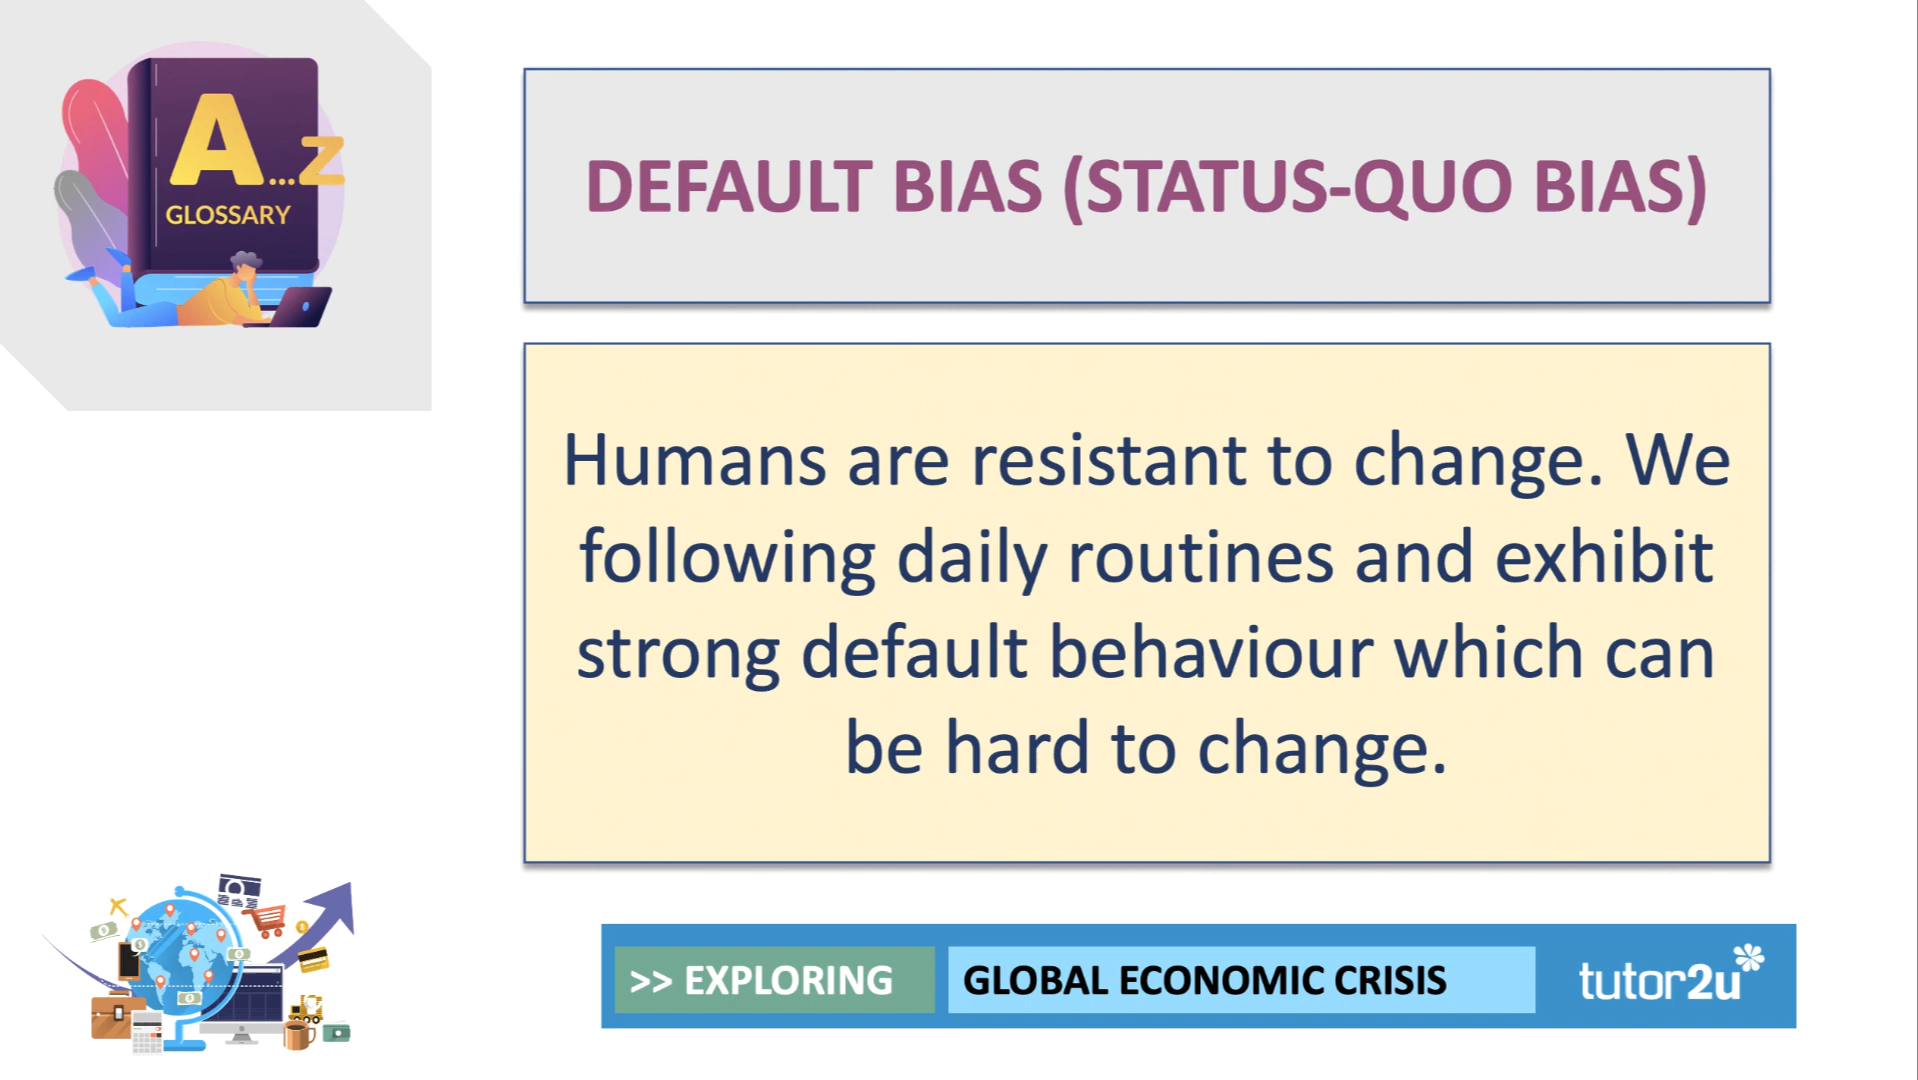 A...Z
GLOSSARY
DEFAULT BIAS (STATUS-QUO BIAS)
Humans are resistant to change. We
following daily routines and exhibit
strong default behaviour which can
be hard to change.
>> EXPLORING
GLOBAL ECONOMIC CRISIS
tutor2u